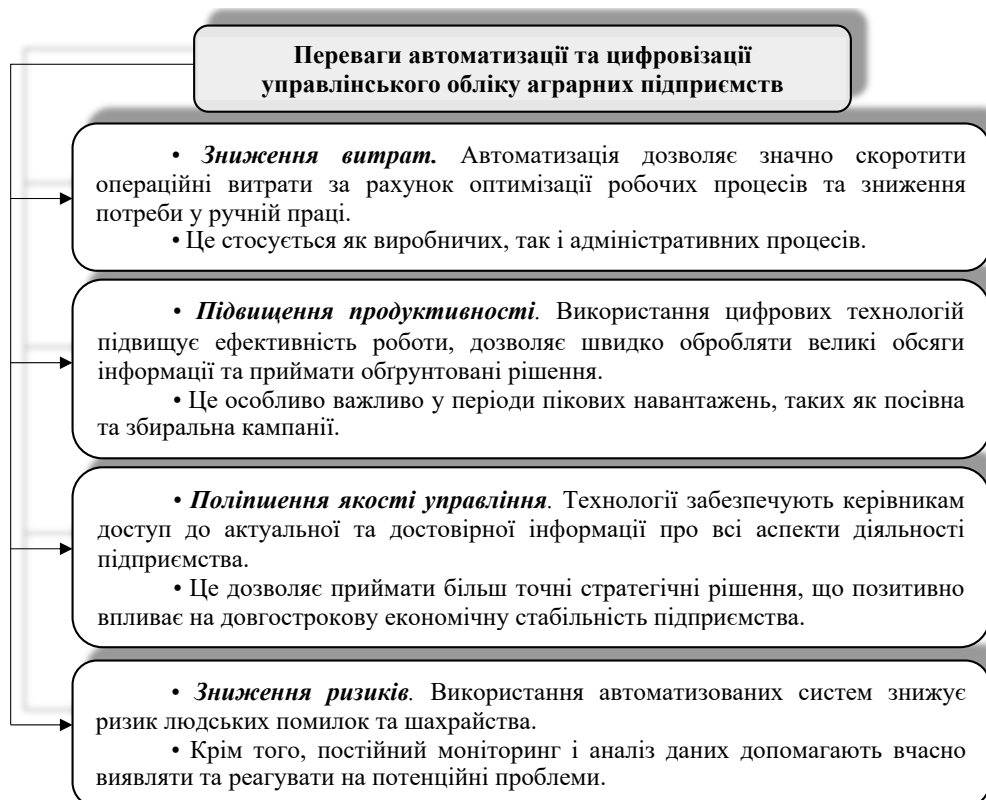 Переваги автоматизації та цифровізації
управлінського обліку аграрних підприємств
• Зниження витрат. Автоматизація дозволяє значно скоротити
операційні витрати за рахунок оптимізації робочих процесів та зниження
потреби у ручній праці.
• Це стосується як виробничих, так і адміністративних процесів.
• Підвищення продуктивності. Використання цифрових технологій
підвищує ефективність роботи, дозволяє швидко обробляти великі обсяги
інформації та приймати обґрунтовані рішення.
• Це особливо важливо у періоди пікових навантажень, таких як посівна
та збиральна кампанії.
• Поліпшення якості управління. Технології забезпечують керівникам
доступ до актуальної та достовірної інформації про всі аспекти діяльності
підприємства.
• Це дозволяє приймати більш точні стратегічні рішення, що позитивно
впливає на довгострокову економічну стабільність підприємства.
• Зниження ризиків. Використання автоматизованих систем знижує
ризик людських помилок та шахрайства.
• Крім того, постійний моніторинг і аналіз даних допомагають вчасно
виявляти та реагувати на потенційні проблеми.